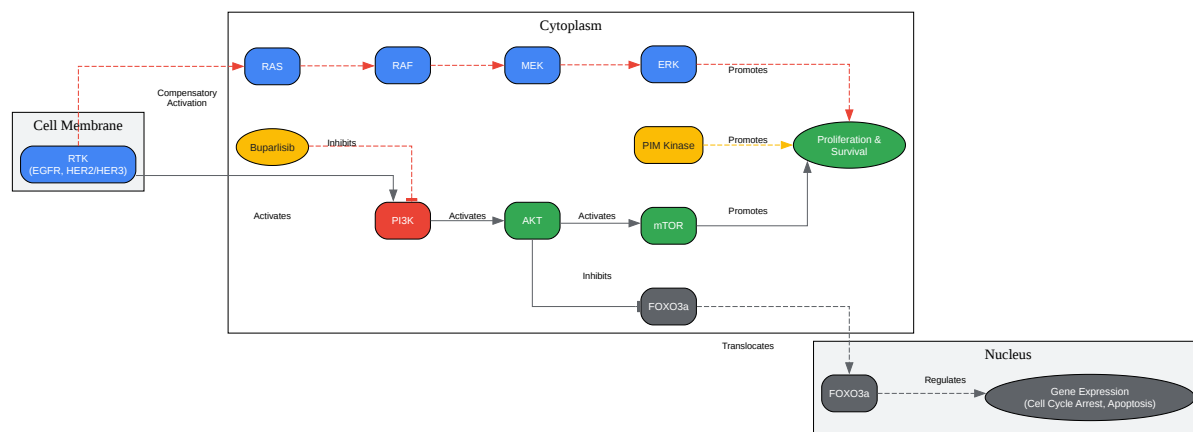 Cytoplasm
RAS
RAF
MEK
ERK
Promotes
Compensatory
Activation
Cell Membrane
RTK
(EGFR, HER2/HER3)
Buparlisib
Inhibits
PIM Kinase
Promotes
Proliferation &
Survival
Activates
PI3K
Activates
AKT
Activates
mTOR
Promotes
Inhibits
FOXO3a
Translocates
Nucleus
FOXO3a
Regulates
Gene Expression
(Cell Cycle Arrest, Apoptosis)